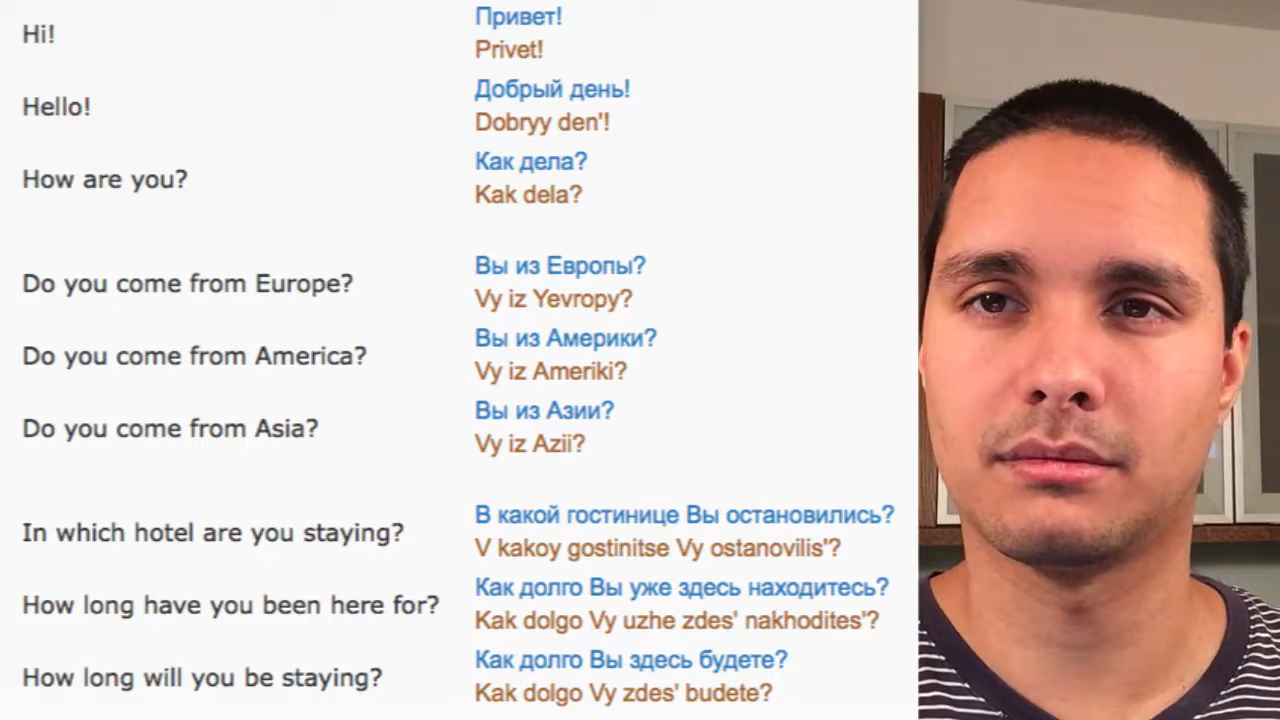 Hi!
Привет!
Privet!
Hello!
Добрый день!
Dobryy den'!
How are you?
Как дела?
Kak dela?
Do you come from Europe?
Вы из Европы?
Vy iz Yevropy?
Do you come from America?
Вы из Америки?
Vy iz Ameriki?
Do you come from Asia?
Вы из Азии?
Vy iz Azii?
In which hotel are you staying?
В какой гостинице Вы остановились?
V kakoy gostinitse Vy ostanovilis'?
How long have you been here for?
Как долго Вы уже здесь находитесь?
Kak dolgo Vy uzhe zdes' nakhodites'?
How long will you be staying?
Как долго Вы здесь будете?
Kak dolgo Vy zdes' budete?